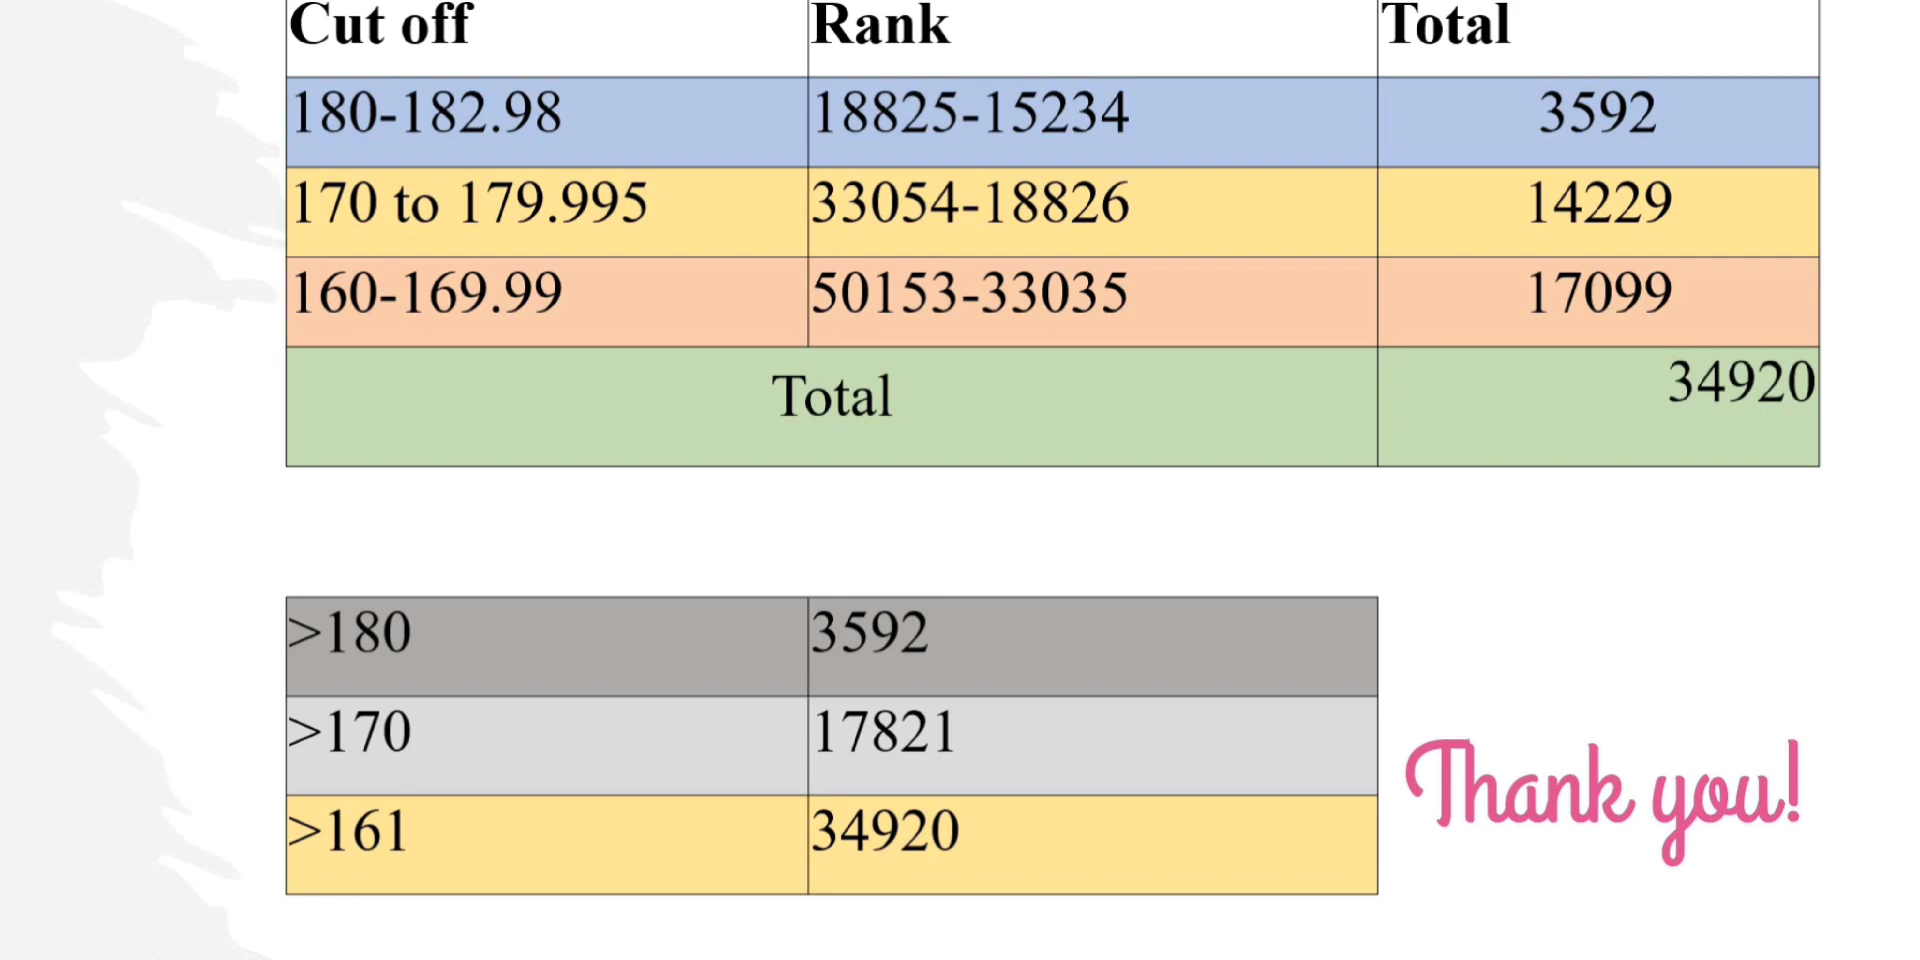 Cut off Rank Total
180-182.98 18825-15234 3592
170 to 179.995 33054-18826 14229
160-169.99 50153-33035 17099
Total 34920
>180 3592
>170 17821
>161 34920
Thank you!